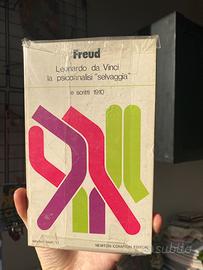 Freud
Leonardo da Vinci
la psicoanalisi "selvaggia"
e scritti 1910
NEWTON COMPTON EDITORI
subito